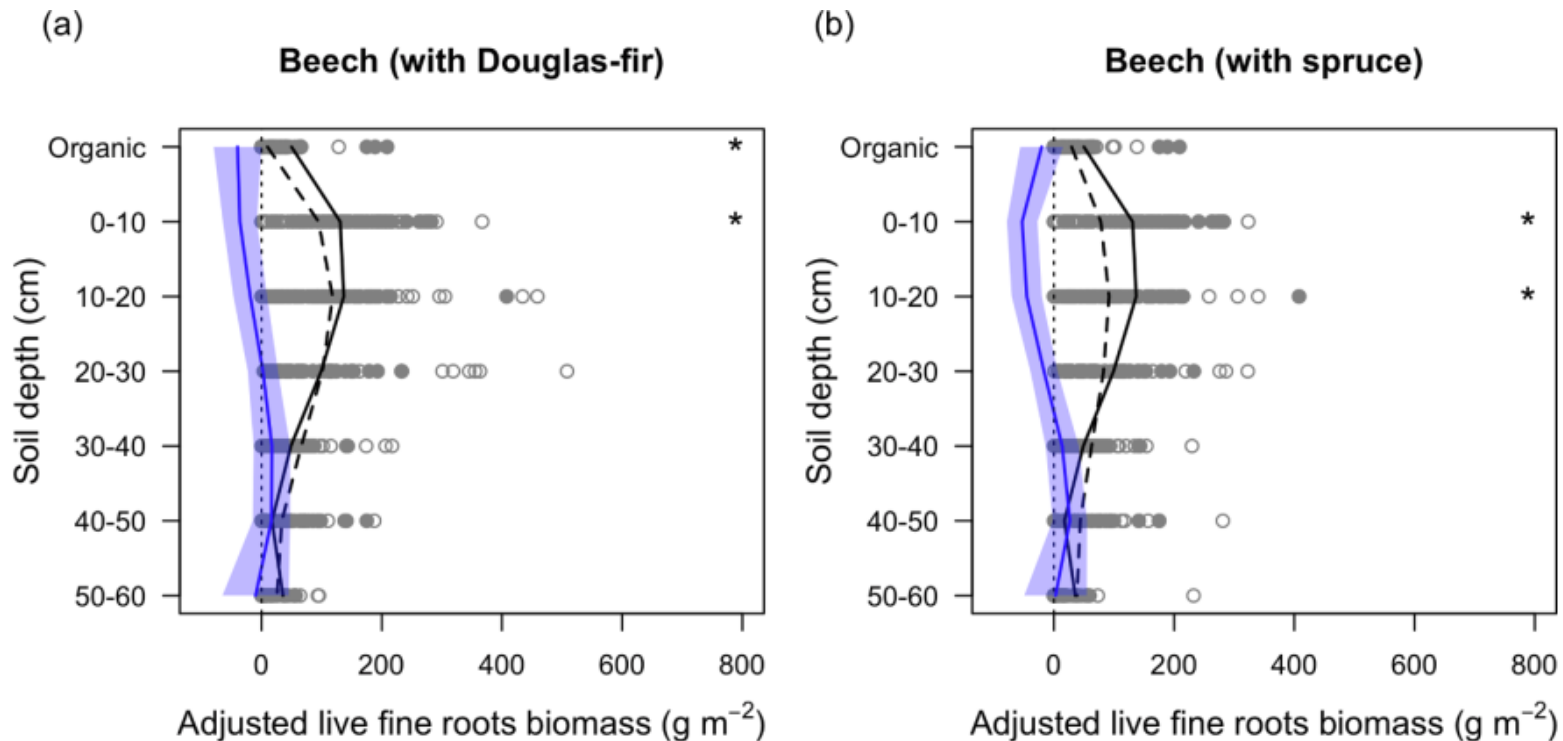 (a)
Beech (with Douglas-fir)
Organic *
0-10 *
10-20
20-30
30-40
40-50
50-60
Soil depth (cm)
0 200 400 600 800
Adjusted live fine roots biomass (g m⁻²)
(b)
Beech (with spruce)
Organic
0-10 *
10-20 *
20-30
30-40
40-50
50-60
Soil depth (cm)
0 200 400 600 800
Adjusted live fine roots biomass (g m⁻²)